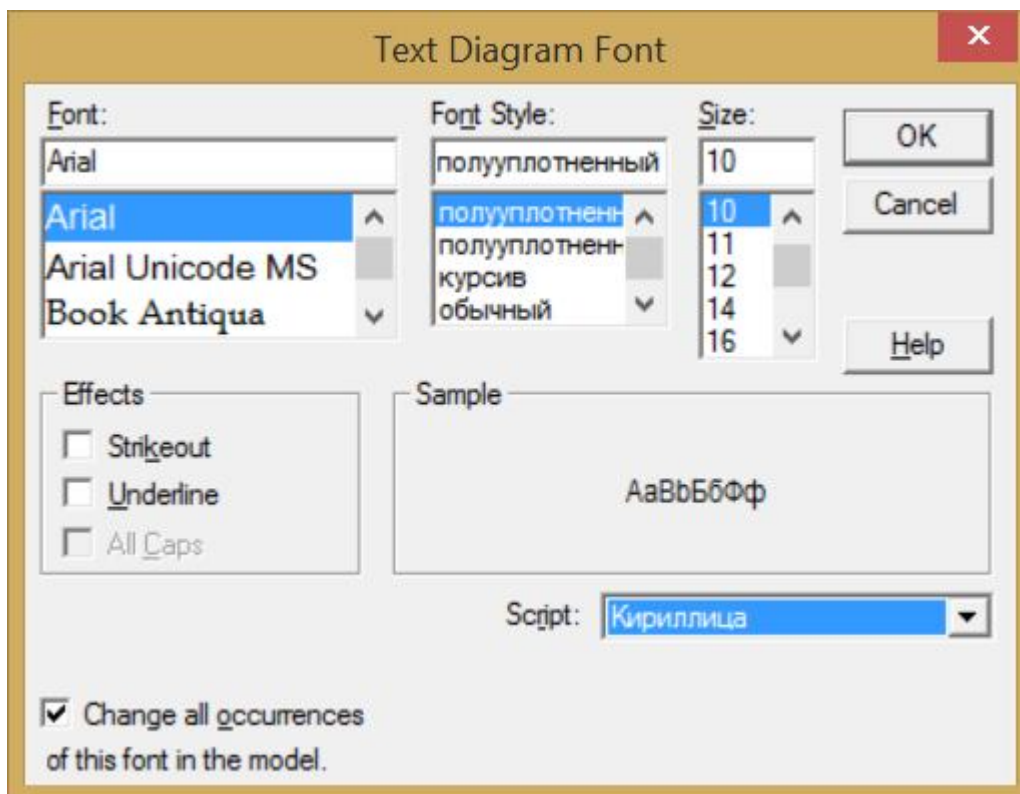 Text Diagram Font
Font:
Arial
Arial
Arial Unicode MS
Book Antiqua
Font Style:
полууплотненный
полууплотненн
полууплотненн
курсив
обычный
Size:
10
10
11
12
14
16
OK
Cancel
Help
Effects
Strikeout
Underline
All Caps
Sample
AaBbБбФф
Script:
Кириллица
Change all occurrences
of this font in the model.